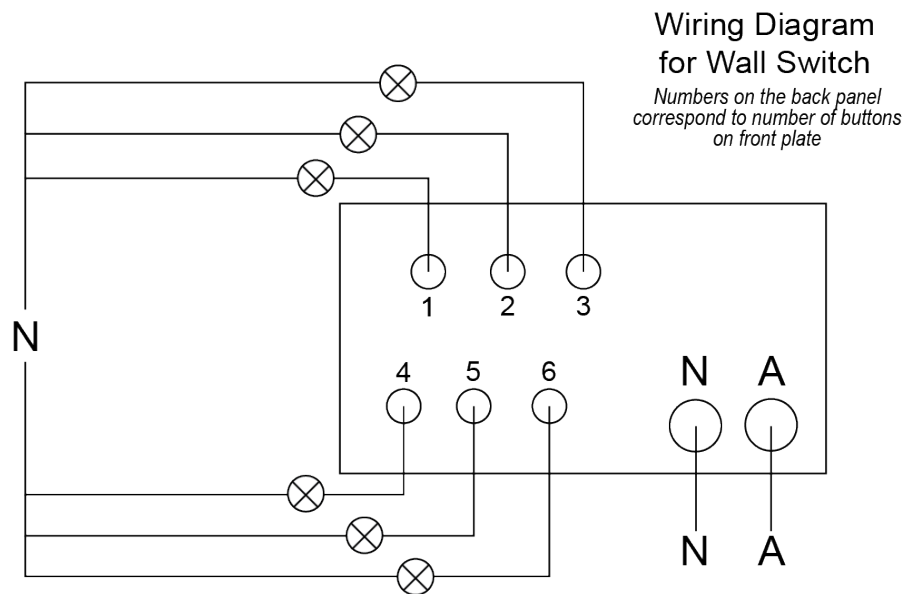 Wiring Diagram
for Wall Switch
Numbers on the back panel
correspond to number of buttons
on front plate
1 2 3
N
4 5 6
N A
N A